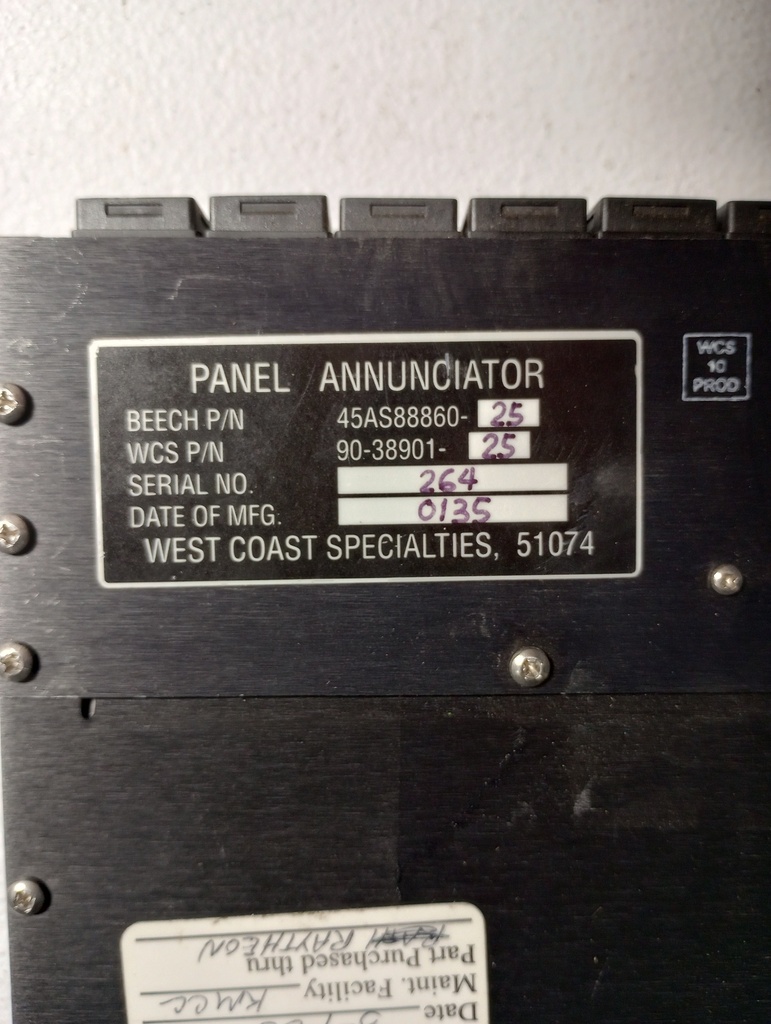 PANEL ANNUNCIATOR
BEECH P/N 45AS88860- 25
WCS P/N 90-38901- 25
SERIAL NO. 264
DATE OF MFG. 0135
WEST COAST SPECIALTIES, 51074
WCS
10
PROD
Date
Maint. Facility KMCC
Part Purchased thru
RAYTHEON